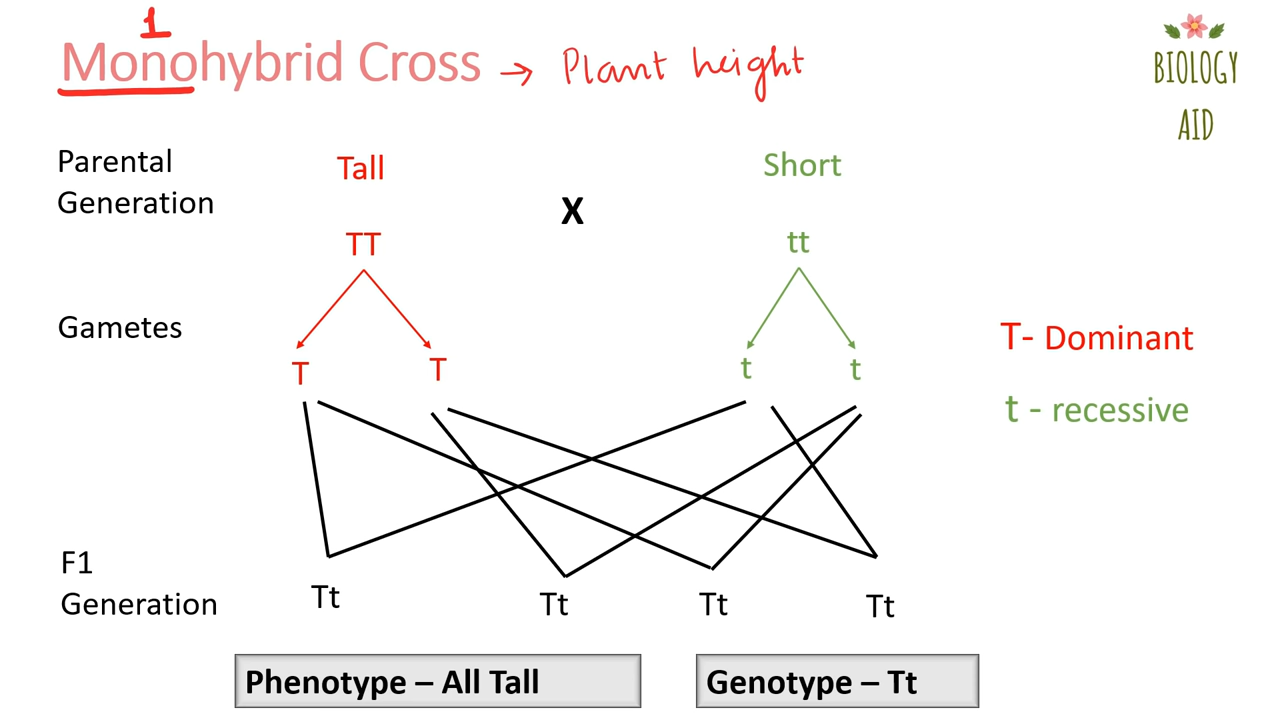 1
Monohybrid Cross → Plant height
BIOLOGY
AID
Parental
Generation
Tall
X
Short
TT
tt
Gametes
T
T
t
t
T- Dominant
t - recessive
F1
Generation
Tt
Tt
Tt
Tt
Phenotype – All Tall
Genotype – Tt